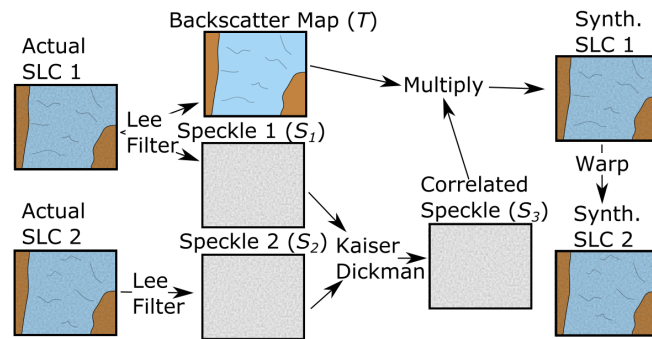 Backscatter Map (T)
Actual
SLC 1
Lee
Filter
Speckle 1 (S₁)
Multiply
Synth.
SLC 1
Warp
Actual
SLC 2
Lee
Filter
Speckle 2 (S₂)
Kaiser
Dickman
Correlated
Speckle (S₃)
Synth.
SLC 2